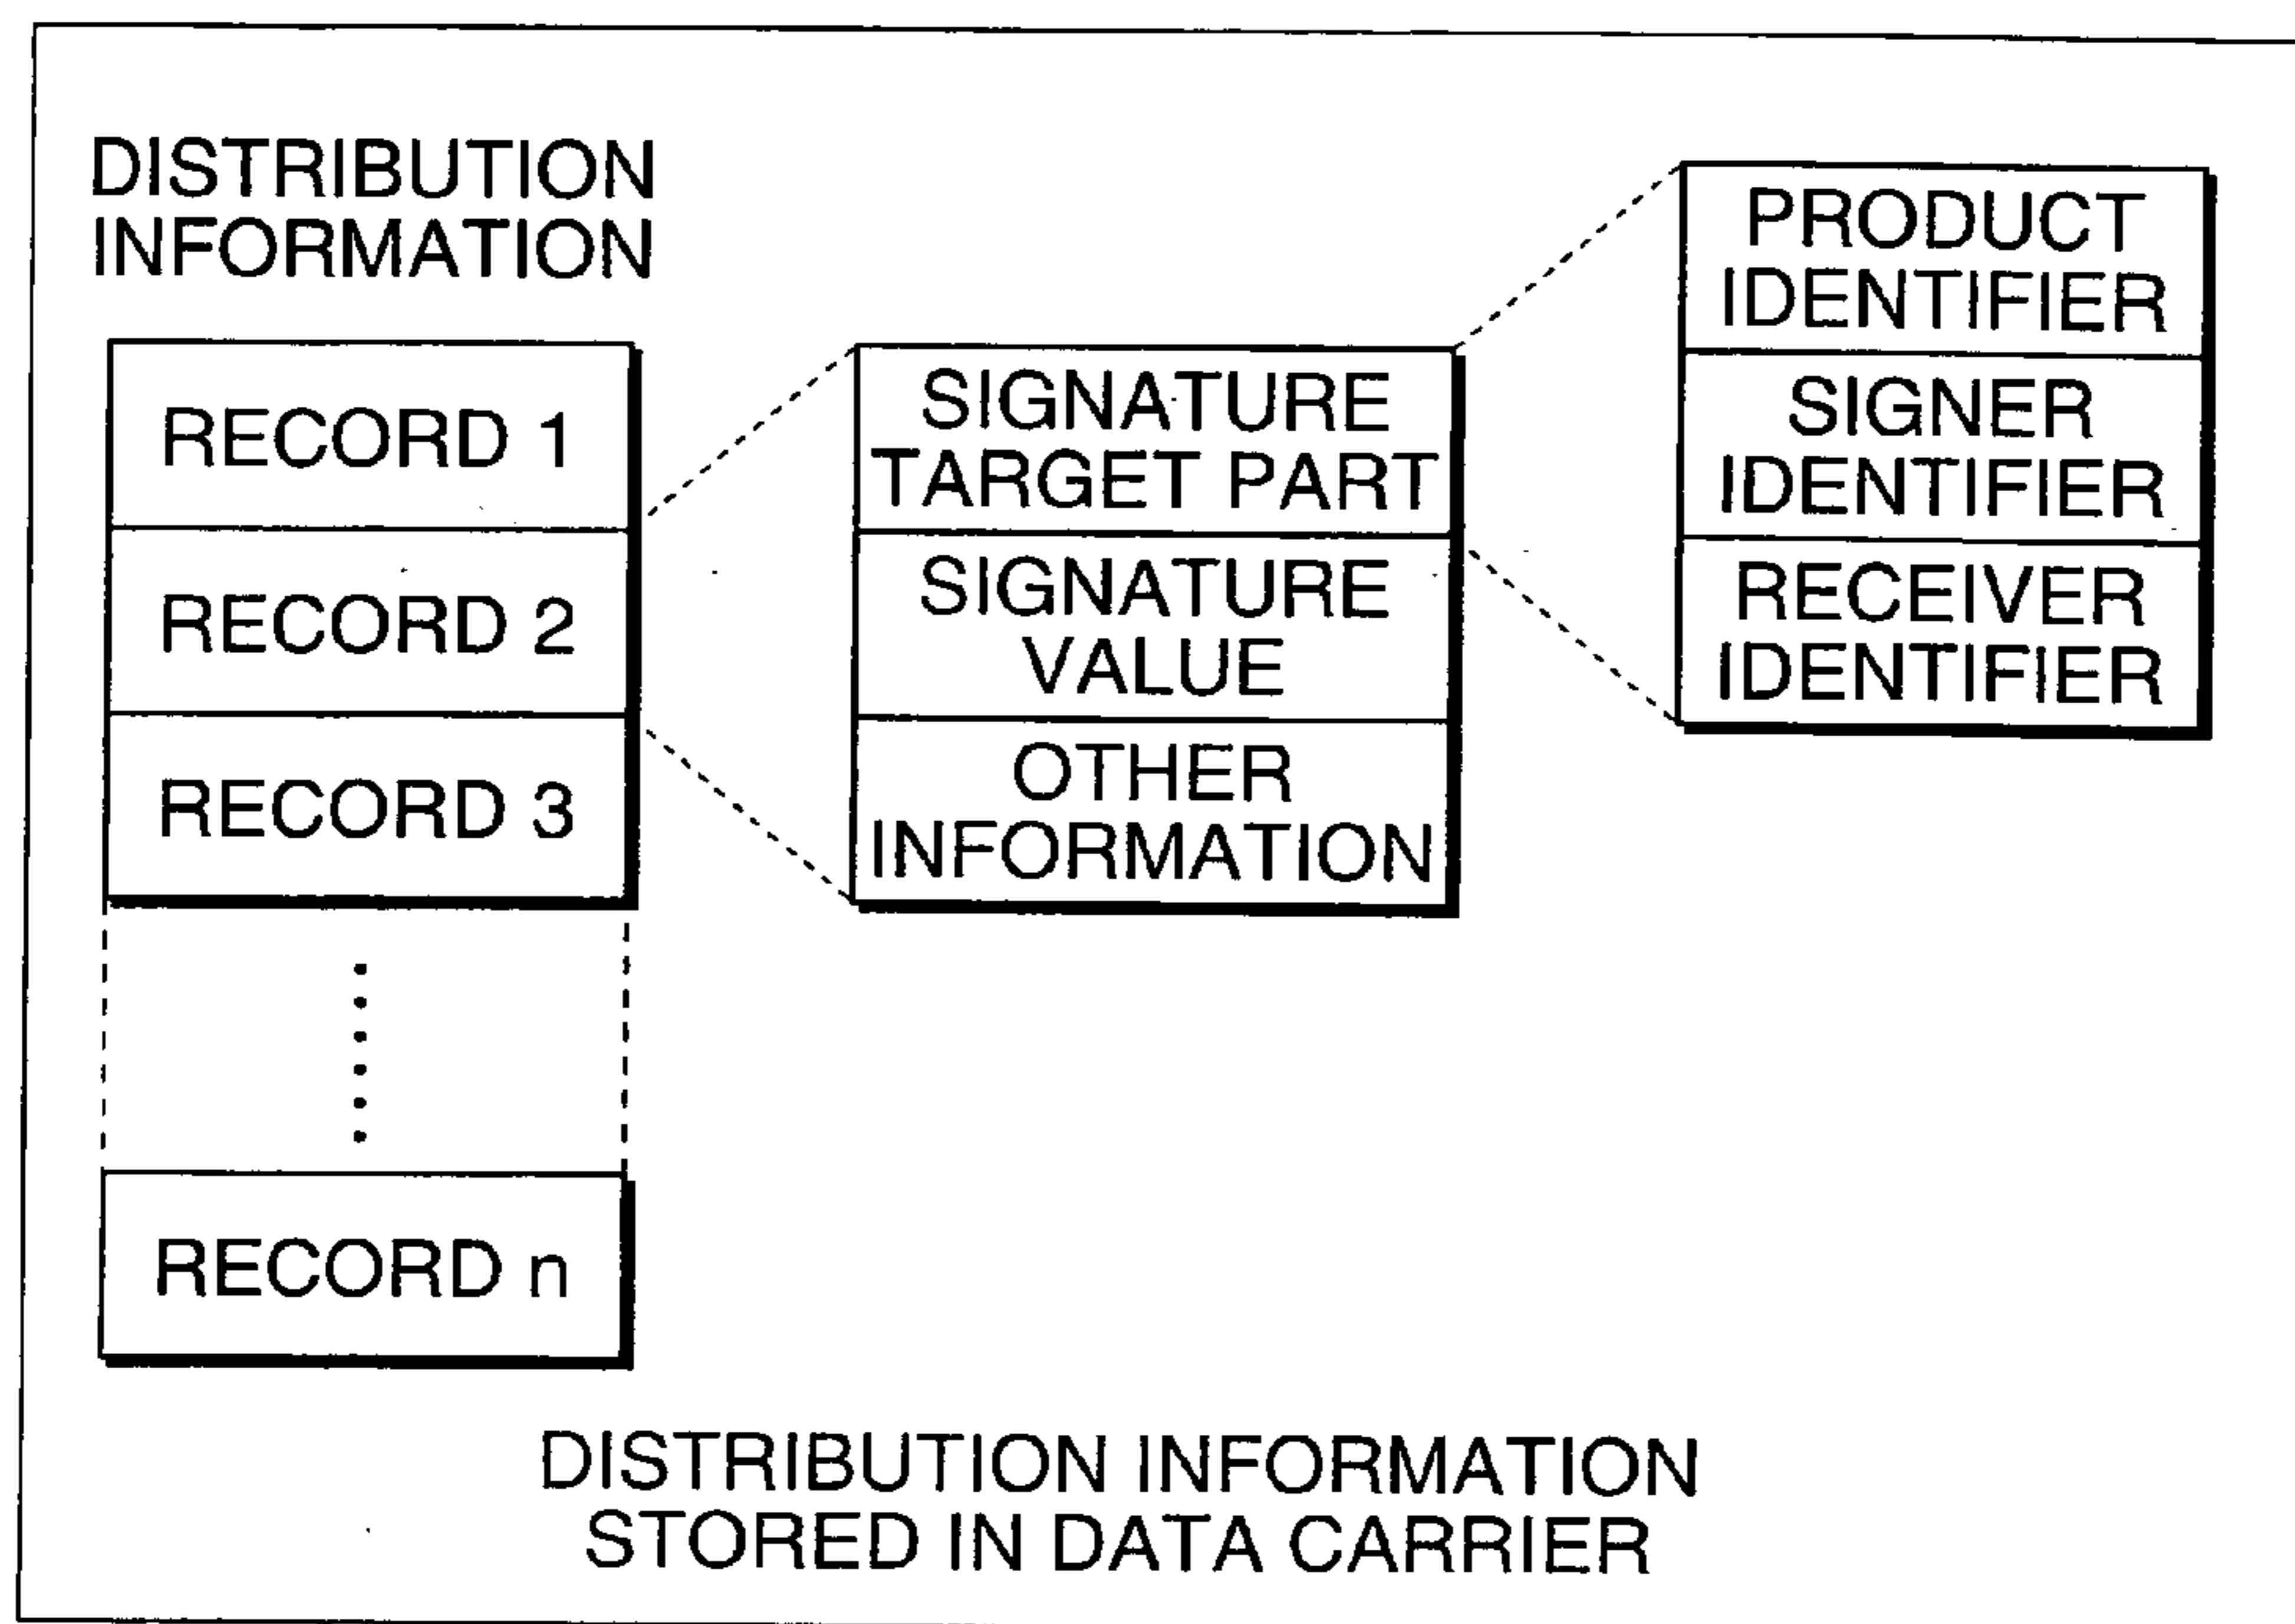 DISTRIBUTION
INFORMATION
RECORD 1
RECORD 2
RECORD 3
RECORD n
SIGNATURE
TARGET PART
SIGNATURE
VALUE
OTHER
INFORMATION
PRODUCT
IDENTIFIER
SIGNER
IDENTIFIER
RECEIVER
IDENTIFIER
DISTRIBUTION INFORMATION
STORED IN DATA CARRIER